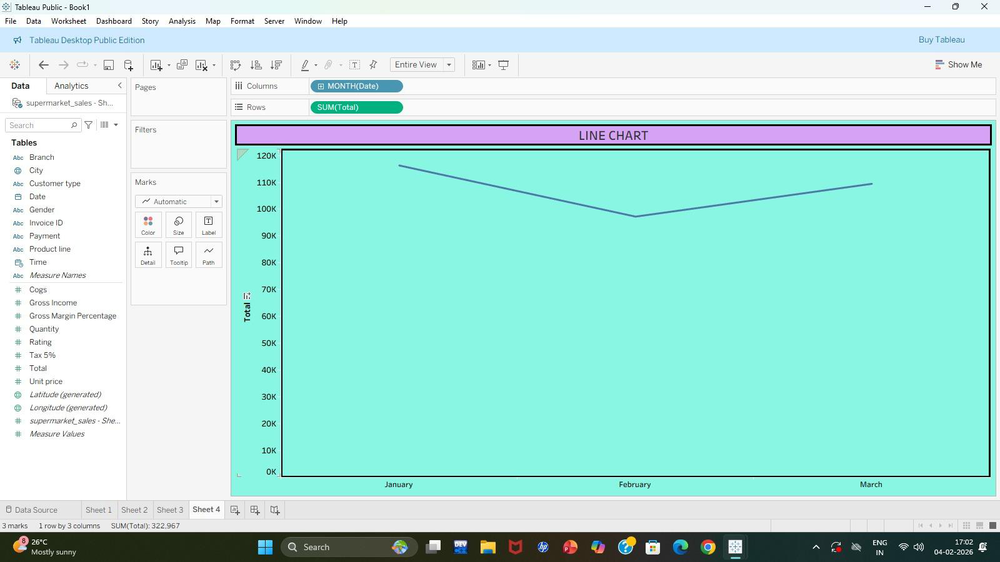 Tableau Public - Book1
File Data Worksheet Dashboard Story Analysis Map Format Server Window Help
Tableau Desktop Public Edition
Buy Tableau
Entire View
Show Me
Data Analytics
supermarket_sales - Sh...
Search
Tables
Abc Branch
City
Abc Customer type
Date
Abc Gender
Abc Invoice ID
Abc Payment
Abc Product line
Time
Abc Measure Names
Cogs
Gross Income
Gross Margin Percentage
Quantity
Rating
Tax 5%
Total
Unit price
Latitude (generated)
Longitude (generated)
supermarket_sales - She...
Measure Values
Pages
Filters
Marks
Automatic
Color Size Label
Detail Tooltip Path
Columns MONTH(Date)
Rows SUM(Total)
LINE CHART
120K
110K
100K
90K
80K
70K
60K
50K
40K
30K
20K
10K
0K
Total
January February March
Data Source Sheet 1 Sheet 2 Sheet 3 Sheet 4
3 marks 1 row by 3 columns SUM(Total): 322,967
8
26°C
Mostly sunny
Search
DEV
hp
P
ENG
IN
17:02
04-02-2026